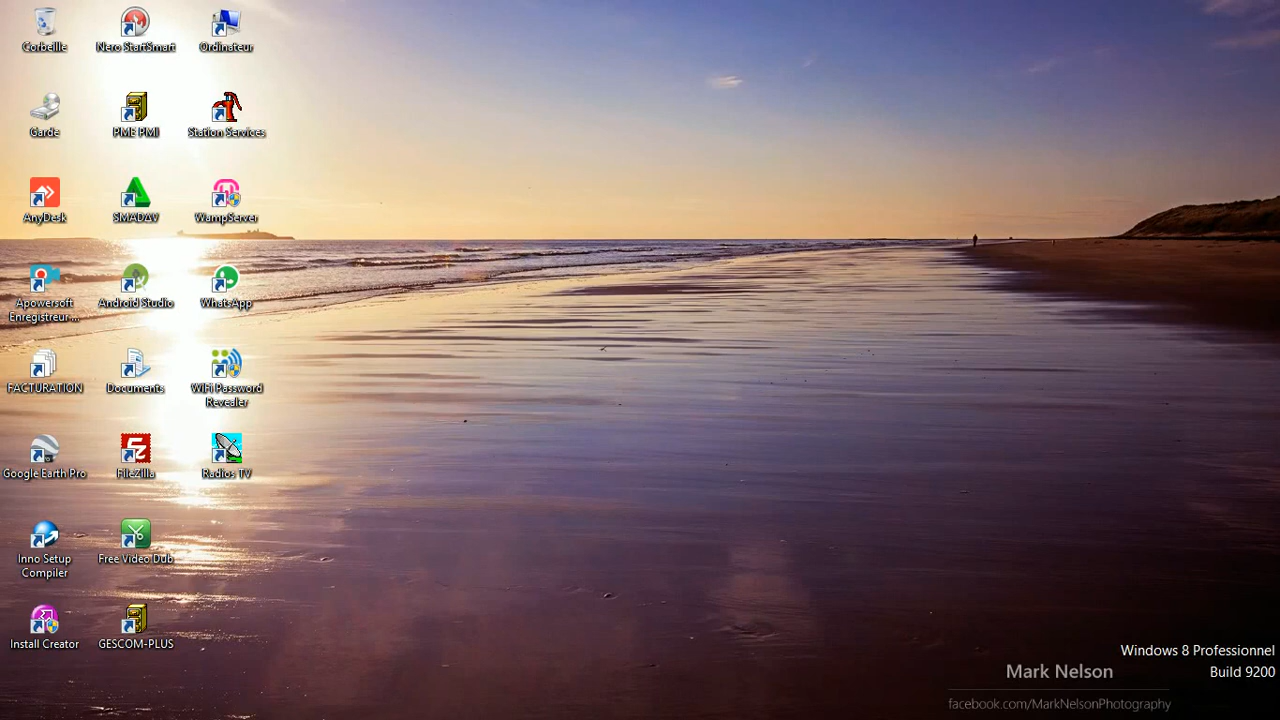 Corbeille
Nero StartSmart
Ordinateur
Garde
PME PMI
Station Services
AnyDesk
SMADAV
WampServer
Apowersoft
Enregistreur ...
Android Studio
WhatsApp
FACTURATION
Documents
WiFi Password
Revealer
Google Earth Pro
FileZilla
Radios TV
Inno Setup
Compiler
Free Video Dub
Install Creator
GESCOM-PLUS
Windows 8 Professionnel
Build 9200
Mark Nelson
facebook.com/MarkNelsonPhotography